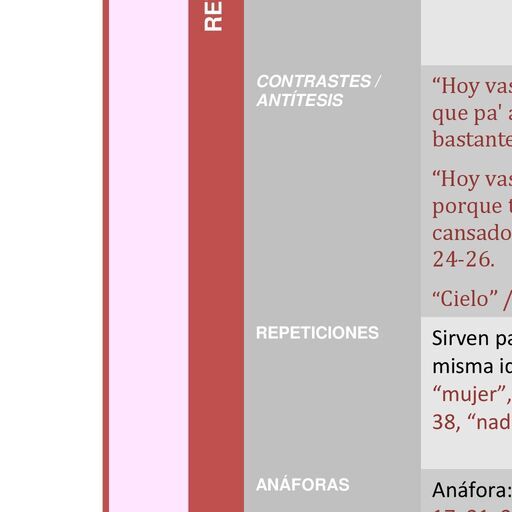 RE
CONTRASTES /
ANTÍTESIS
“Hoy vas
que pa' a
bastante
“Hoy vas
porque t
cansado
24-26.
“Cielo” /
REPETICIONES
Sirven pa
misma id
“mujer”,
38, “nad
ANÁFORAS
Anáfora: